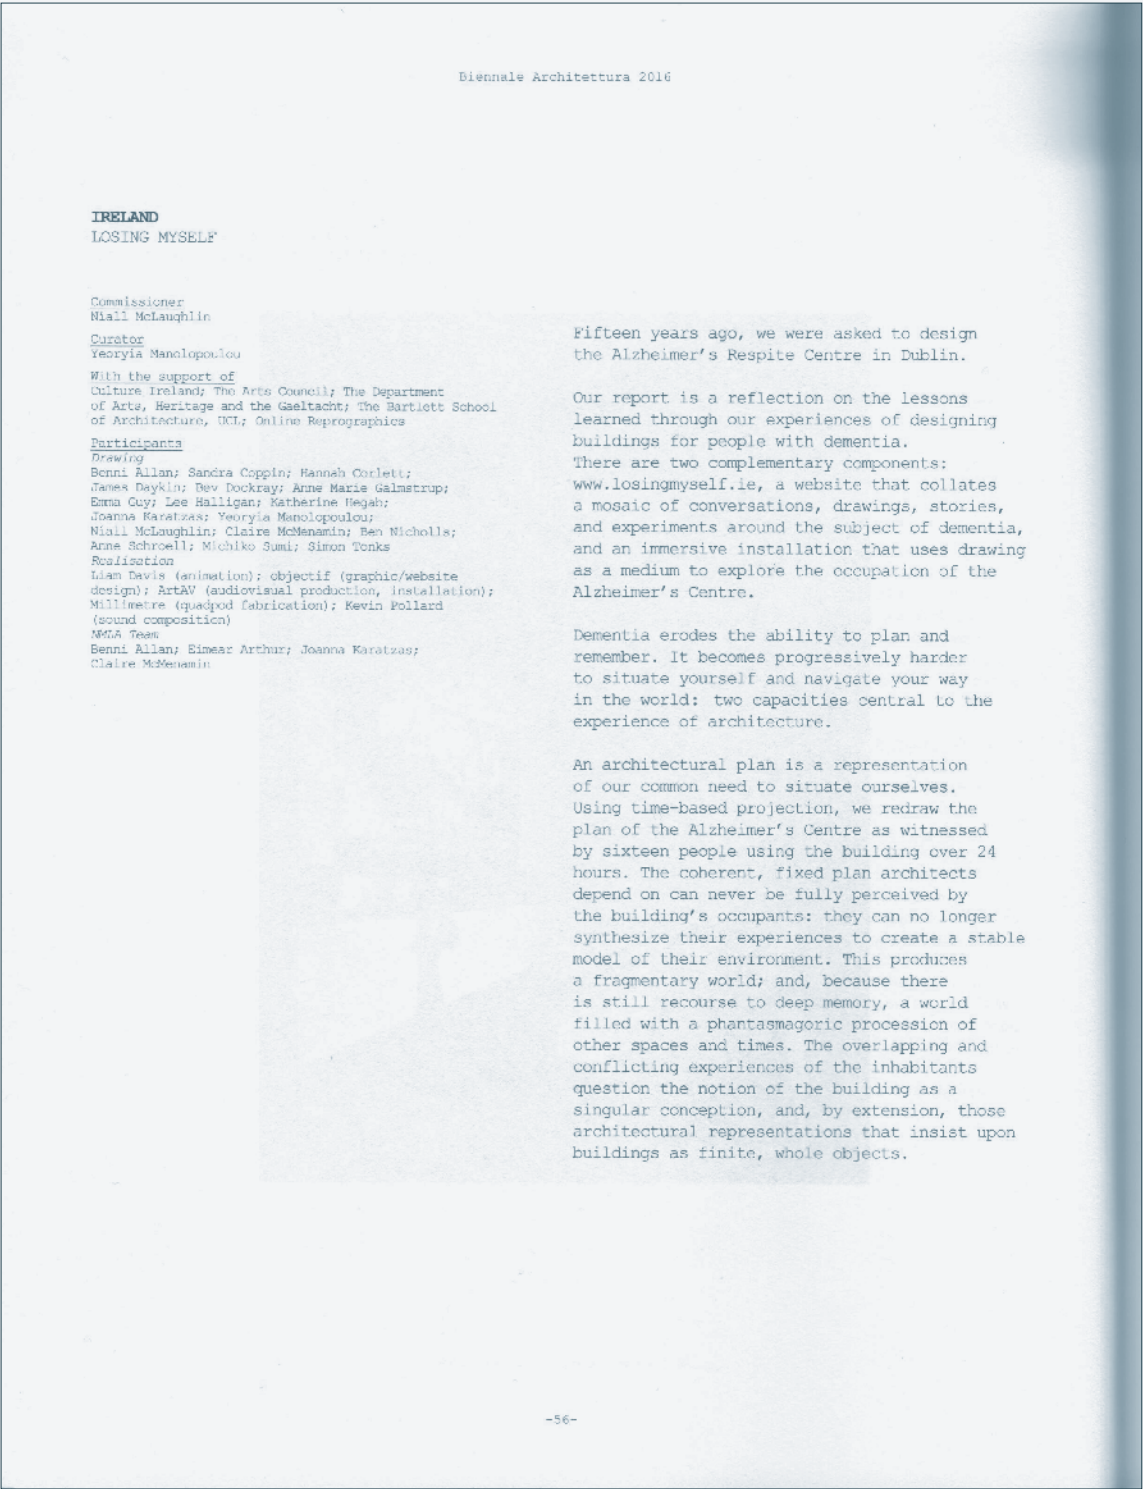 Biennale Architettura 2016
IRELAND
LOSING MYSELF
Commissioner
Niall McLaughlin
Curator
Yeoryia Manolopoulou
With the support of
Culture Ireland; The Arts Council; The Department
of Arts, Heritage and the Gaeltacht; The Bartlett School
of Architecture, UCL; Online Reprographics
Participants
Drawing
Benni Allan; Sandra Coppin; Hannah Corlett;
James Daykin; Bev Dockray; Anne Marie Galmstrup;
Emma Guy; Lee Halligan; Katherine Hegab;
Joanna Karatzas; Yeoryia Manolopoulou;
Niall McLaughlin; Claire McMenamin; Ben Nicholls;
Anne Schroell; Michiko Sumi; Simon Tonks
Realisation
Liam Davis (animation); objectif (graphic/website
design); ArtAV (audiovisual production, installation);
Millimetre (quadpod fabrication); Kevin Pollard
(sound composition)
NMLA Team
Benni Allan; Eimear Arthur; Joanna Karatzas;
Claire McMenamin
Fifteen years ago, we were asked to design
the Alzheimer's Respite Centre in Dublin.
Our report is a reflection on the lessons
learned through our experiences of designing
buildings for people with dementia.
There are two complementary components:
www.losingmyself.ie, a website that collates
a mosaic of conversations, drawings, stories,
and experiments around the subject of dementia,
and an immersive installation that uses drawing
as a medium to explore the occupation of the
Alzheimer's Centre.
Dementia erodes the ability to plan and
remember. It becomes progressively harder
to situate yourself and navigate your way
in the world: two capacities central to the
experience of architecture.
An architectural plan is a representation
of our common need to situate ourselves.
Using time-based projection, we redraw the
plan of the Alzheimer's Centre as witnessed
by sixteen people using the building over 24
hours. The coherent, fixed plan architects
depend on can never be fully perceived by
the building's occupants: they can no longer
synthesize their experiences to create a stable
model of their environment. This produces
a fragmentary world; and, because there
is still recourse to deep memory, a world
filled with a phantasmagoric procession of
other spaces and times. The overlapping and
conflicting experiences of the inhabitants
question the notion of the building as a
singular conception, and, by extension, those
architectural representations that insist upon
buildings as finite, whole objects.
-56-